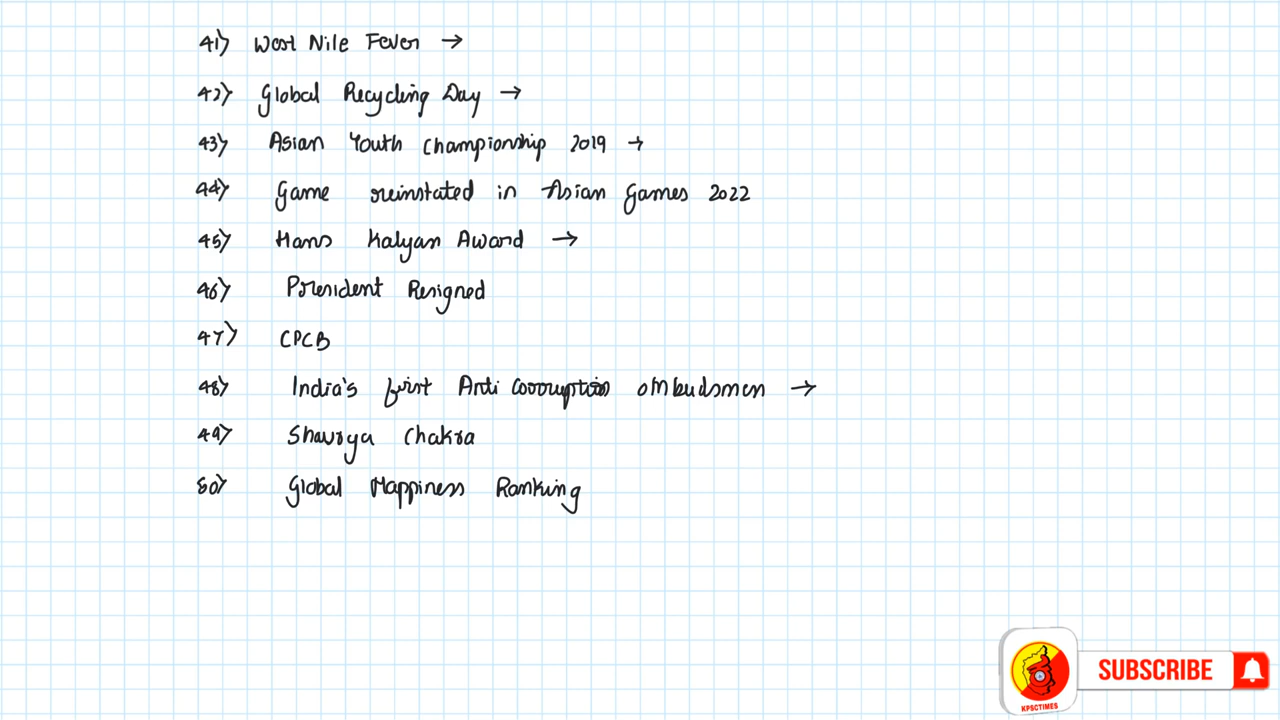 41) West Nile Fever →
42) Global Recycling Day →
43) Asian Youth Championship 2019 →
44) Game reinstated in Asian Games 2022
45) Hans Kalyan Award →
46) President Resigned
47) CPCB
48) India's first Anti Corruption ombudsmen →
49) Shaurya Chakra
50) Global Happiness Ranking
KPSCTIMES
SUBSCRIBE